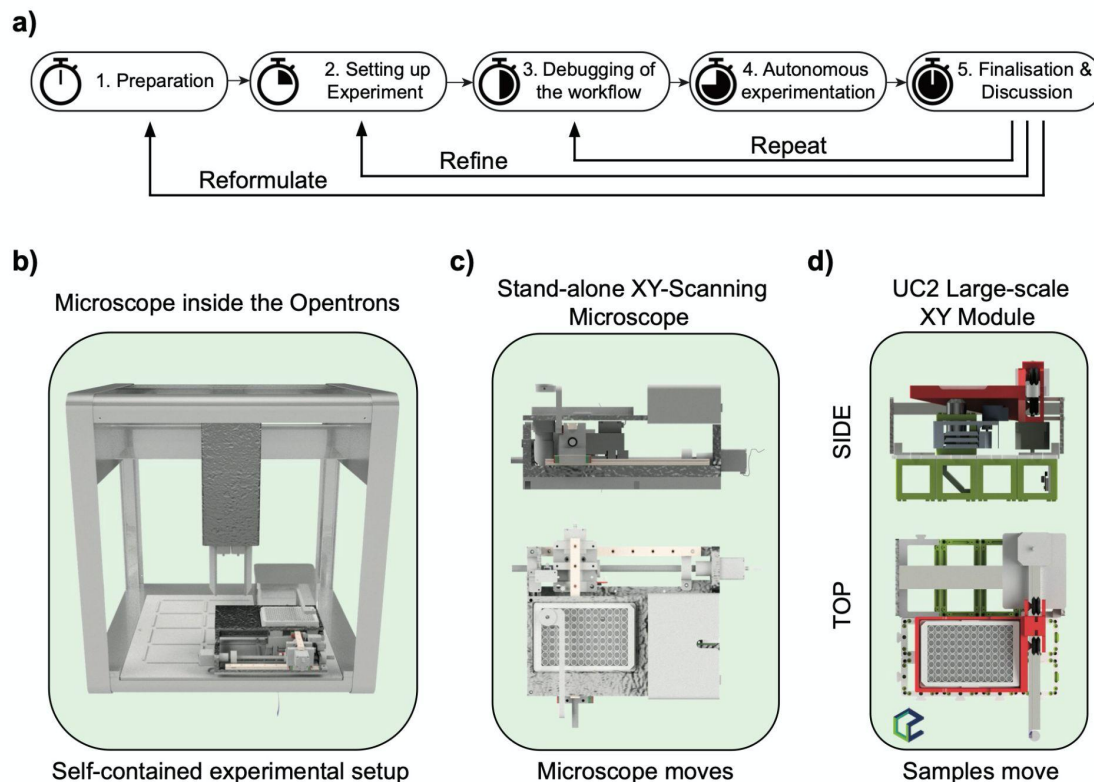 a)
1. Preparation
2. Setting up
Experiment
3. Debugging of
the workflow
4. Autonomous
experimentation
5. Finalisation &
Discussion
Repeat
Refine
Reformulate
b)
Microscope inside the Opentrons
Self-contained experimental setup
c)
Stand-alone XY-Scanning
Microscope
Microscope moves
d)
UC2 Large-scale
XY Module
SIDE
TOP
Samples move